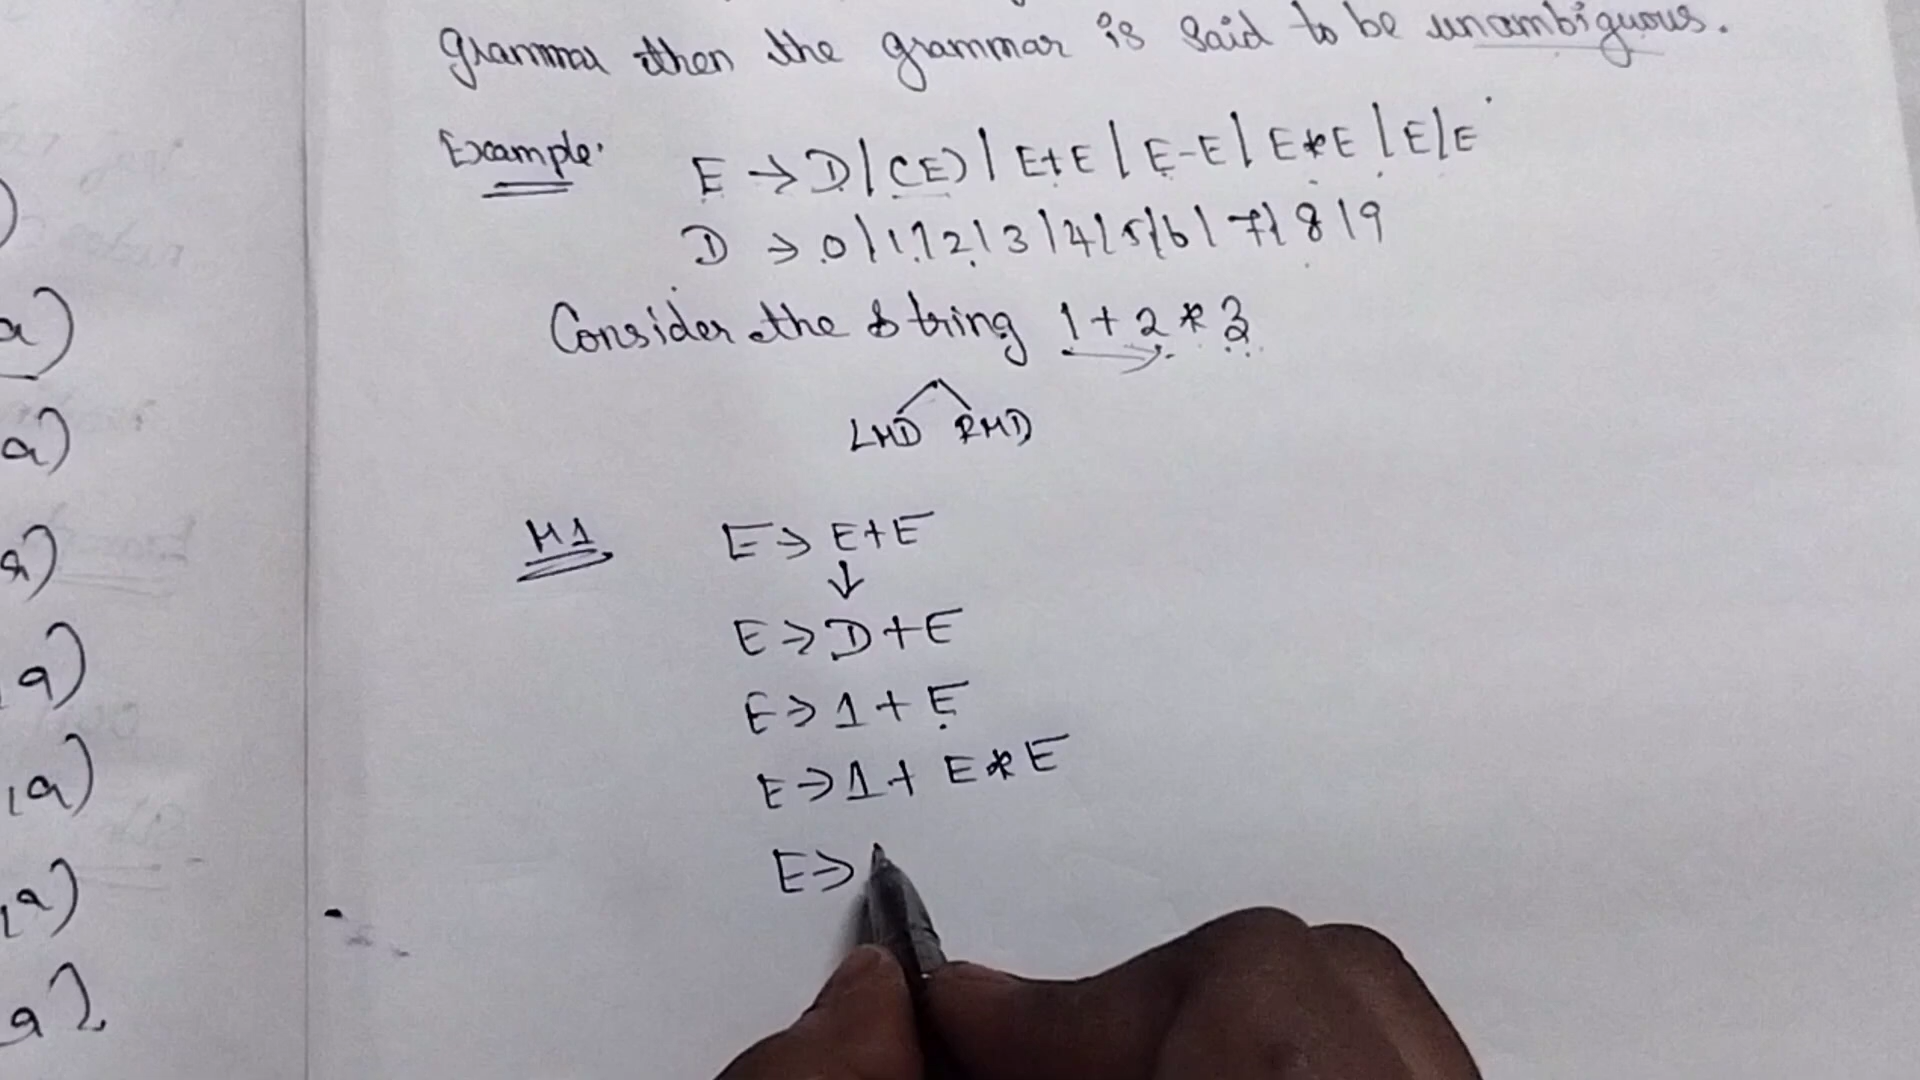 grammar then the grammar is said to be unambiguous.
Example: E → D | (E) | E+E | E-E | E*E | E/E
D → 0|1|2|3|4|5|6|7|8|9
Consider the string 1+2*3
LMD RMD
M1 E → E+E
↓
E → D+E
E → 1+E
E → 1+E*E
E →
a)
a)
a)
a)
,a)
,a)
a)